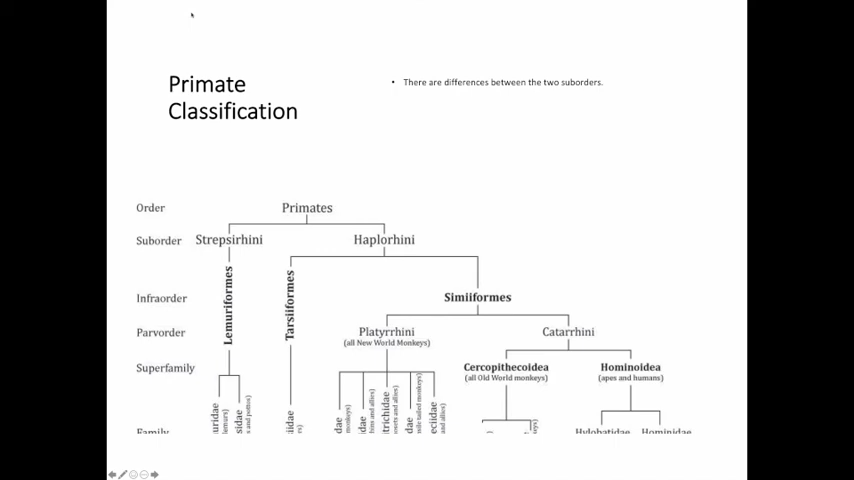 Primate
Classification
• There are differences between the two suborders.
Order Primates
Suborder Strepsirhini Haplorhini
Lemuriformes
Tarsiiformes
Infraorder Simiiformes
Parvorder Platyrrhini Catarrhini
(all New World Monkeys)
Superfamily Cercopithecoidea Hominoidea
(all Old World monkeys) (apes and humans)
Family Hylobatidae Hominidae